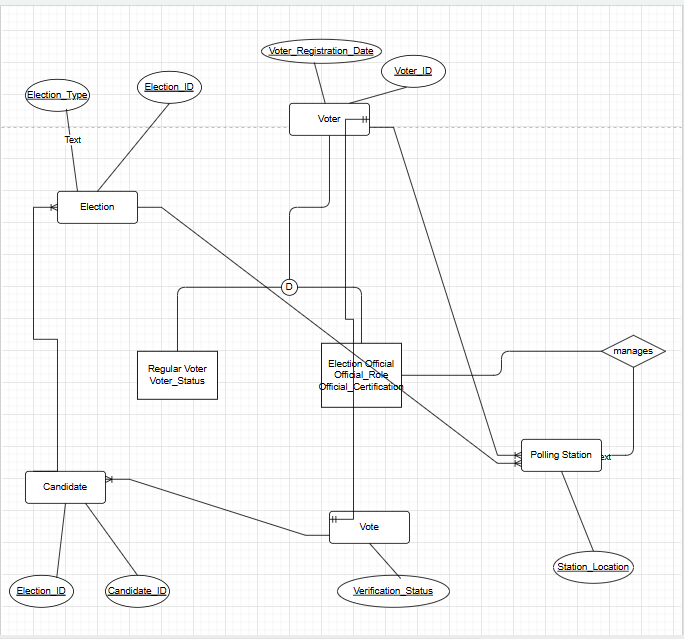 Voter_Registration_Date
Voter_ID
Election_Type
Election_ID
Text
Voter
Election
D
Regular Voter
Voter_Status
Election Official
Official_Role
Official_Certification
manages
Polling Station
ext
Candidate
Vote
Station_Location
Election_ID
Candidate_ID
Verification_Status